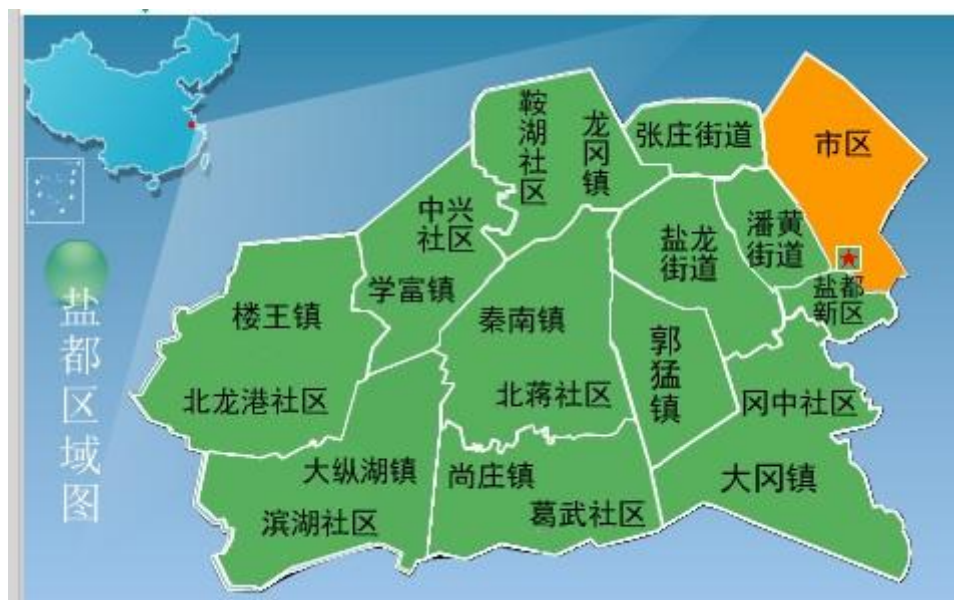 盐都区域图
鞍湖社区
龙冈镇
张庄街道
市区
中兴
社区
学富镇
盐龙
街道
潘黄
街道
盐都
新区
楼王镇
北龙港社区
秦南镇
北蒋社区
郭猛镇
冈中社区
大冈镇
大纵湖镇
滨湖社区
尚庄镇
葛武社区